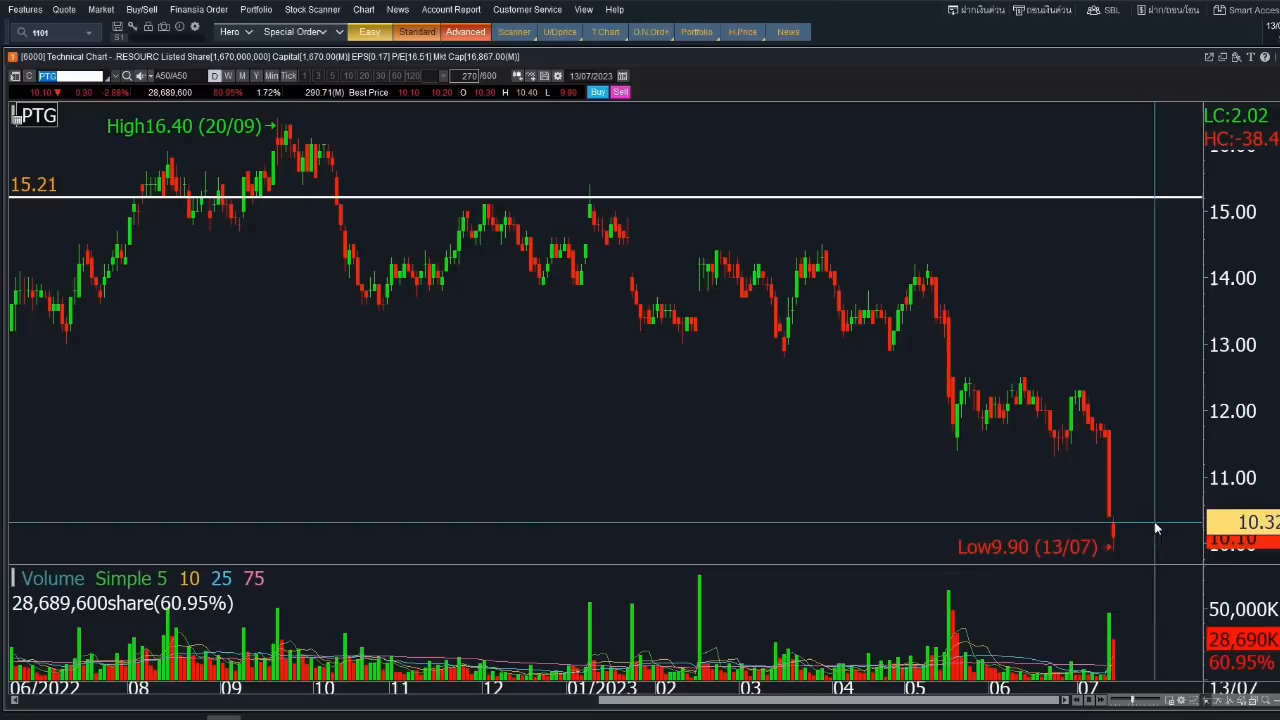 Features Quote Market Buy/Sell Finansia Order Portfolio Stock Scanner Chart News Account Report Customer Service View Help ฝากเงินด่วน ถอนเงินด่วน SBL ฝาก/ถอน/โอน Smart Acces
1101 S1 Hero Special Order Easy Standard Advanced Scanner U/Dprics T.Chart O.N.Ord+ Portfolio H.Price News 13/0
1 [6000] Technical Chart - .RESOURC Listed Share[1,670,000,000] Capital[1,670.00(M)] EPS[0.17] P/E[16.51] Mkt Cap[16,867.00(M)] T
C PTG A50/A50 D W M Y Min Tick 1 3 5 10 20 30 60 120 270 /600 13/07/2023
10.10 0.30 -2.88% 28,689,600 60.95% 1.72% 290.71(M) Best Price 10.10 10.20 O 10.30 H 10.40 L 9.90 Buy Sell
PTG
High16.40 (20/09)
LC:2.02
HC:-38.4
15.21
15.00
14.00
13.00
12.00
11.00
10.32
10.10
Low9.90 (13/07)
Volume Simple 5 10 25 75
28,689,600share(60.95%)
50,000K
28,690K
60.95%
06/2022 08 09 10 11 12 01/2023 02 03 04 05 06 07 13/07